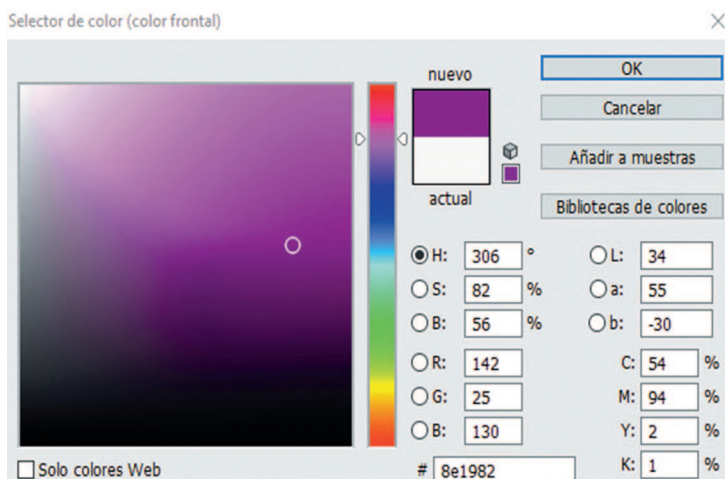 Selector de color (color frontal)
nuevo
actual
OK
Cancelar
Añadir a muestras
Bibliotecas de colores
H: 306 °
L: 34
S: 82 %
a: 55
B: 56 %
b: -30
R: 142
C: 54 %
G: 25
M: 94 %
B: 130
Y: 2 %
Solo colores Web
# 8e1982
K: 1 %